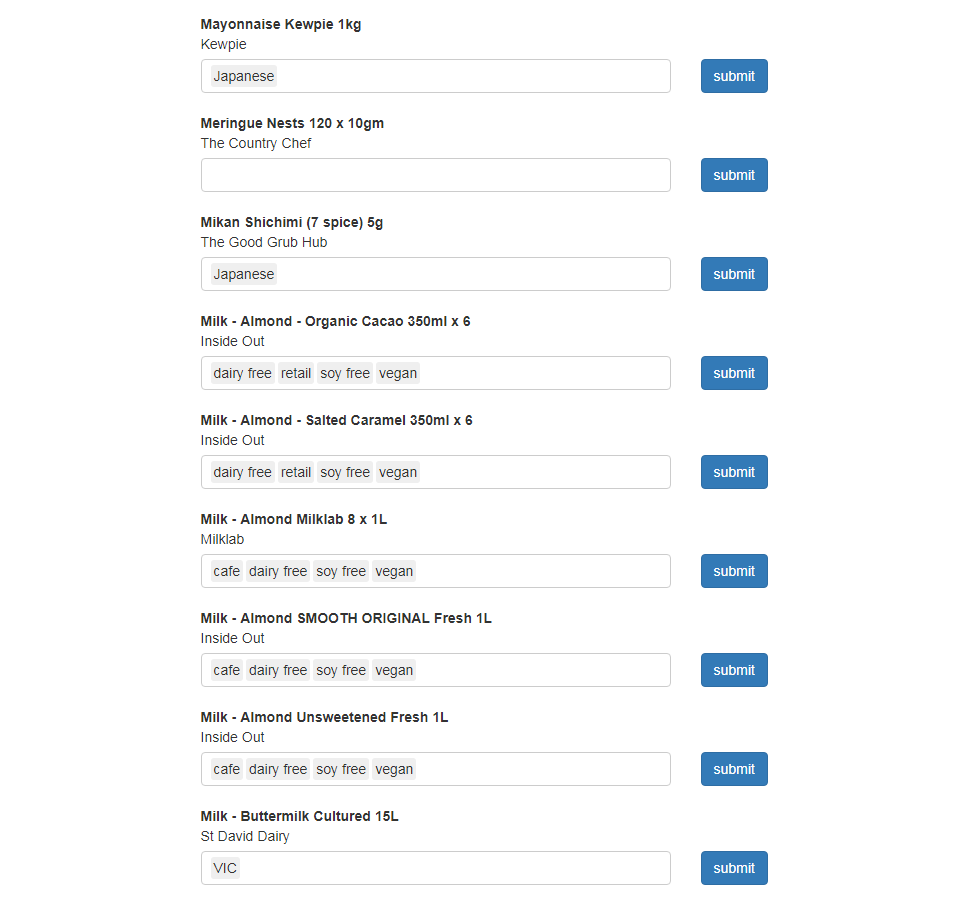 Mayonnaise Kewpie 1kg
Kewpie
Japanese submit
Meringue Nests 120 x 10gm
The Country Chef
submit
Mikan Shichimi (7 spice) 5g
The Good Grub Hub
Japanese submit
Milk - Almond - Organic Cacao 350ml x 6
Inside Out
dairy free retail soy free vegan submit
Milk - Almond - Salted Caramel 350ml x 6
Inside Out
dairy free retail soy free vegan submit
Milk - Almond Milklab 8 x 1L
Milklab
cafe dairy free soy free vegan submit
Milk - Almond SMOOTH ORIGINAL Fresh 1L
Inside Out
cafe dairy free soy free vegan submit
Milk - Almond Unsweetened Fresh 1L
Inside Out
cafe dairy free soy free vegan submit
Milk - Buttermilk Cultured 15L
St David Dairy
VIC submit